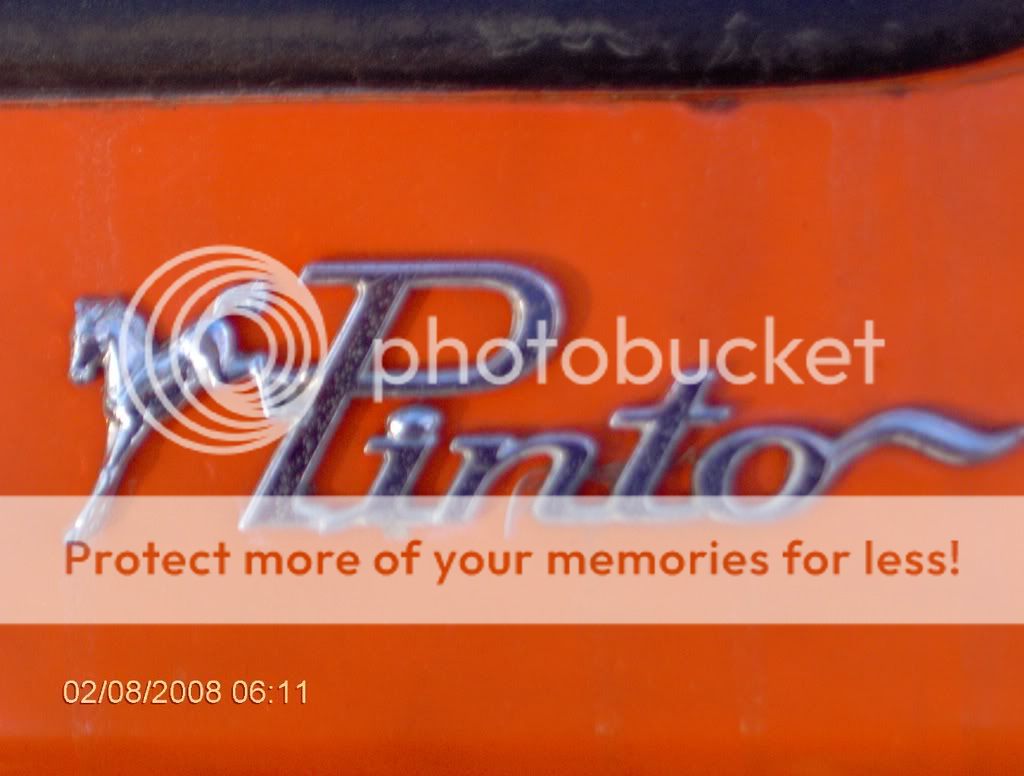 Pinto
photobucket
Protect more of your memories for less!
02/08/2008 06:11